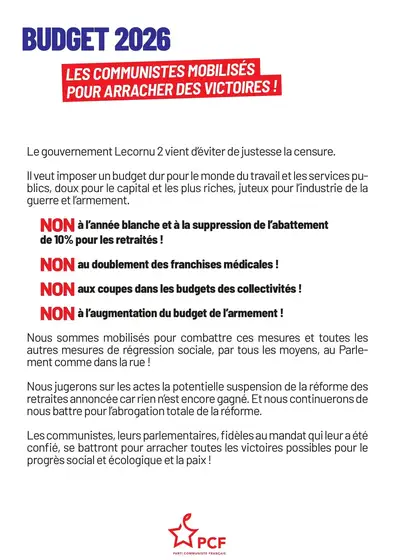 BUDGET 2026
LES COMMUNISTES MOBILISÉS
POUR ARRACHER DES VICTOIRES !
Le gouvernement Lecornu 2 vient d'éviter de justesse la censure.
Il veut imposer un budget dur pour le monde du travail et les services pu-
blics, doux pour le capital et les plus riches, juteux pour l'industrie de la
guerre et l'armement.
NON à l'année blanche et à la suppression de l'abattement
de 10% pour les retraités !
NON au doublement des franchises médicales !
NON aux coupes dans les budgets des collectivités !
NON à l'augmentation du budget de l'armement !
Nous sommes mobilisés pour combattre ces mesures et toutes les
autres mesures de régression sociale, par tous les moyens, au Parle-
ment comme dans la rue !
Nous jugerons sur les actes la potentielle suspension de la réforme des
retraites annoncée car rien n'est encore gagné. Et nous continuerons de
nous battre pour l'abrogation totale de la réforme.
Les communistes, leurs parlementaires, fidèles au mandat qui leur a été
confié, se battront pour arracher toutes les victoires possibles pour le
progrès social et écologique et la paix !
PCF
PARTI COMMUNISTE FRANÇAIS